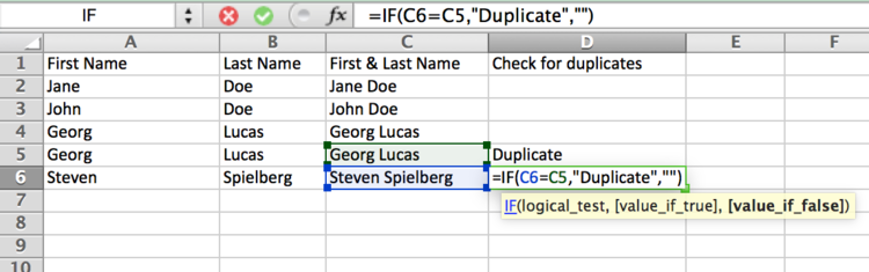 IF fx =IF(C6=C5,"Duplicate","")
A B C D E F
1 First Name Last Name First & Last Name Check for duplicates
2 Jane Doe Jane Doe
3 John Doe John Doe
4 Georg Lucas Georg Lucas
5 Georg Lucas Georg Lucas Duplicate
6 Steven Spielberg Steven Spielberg =IF(C6=C5,"Duplicate","")
7 IF(logical_test, [value_if_true], [value_if_false])
8
9
10